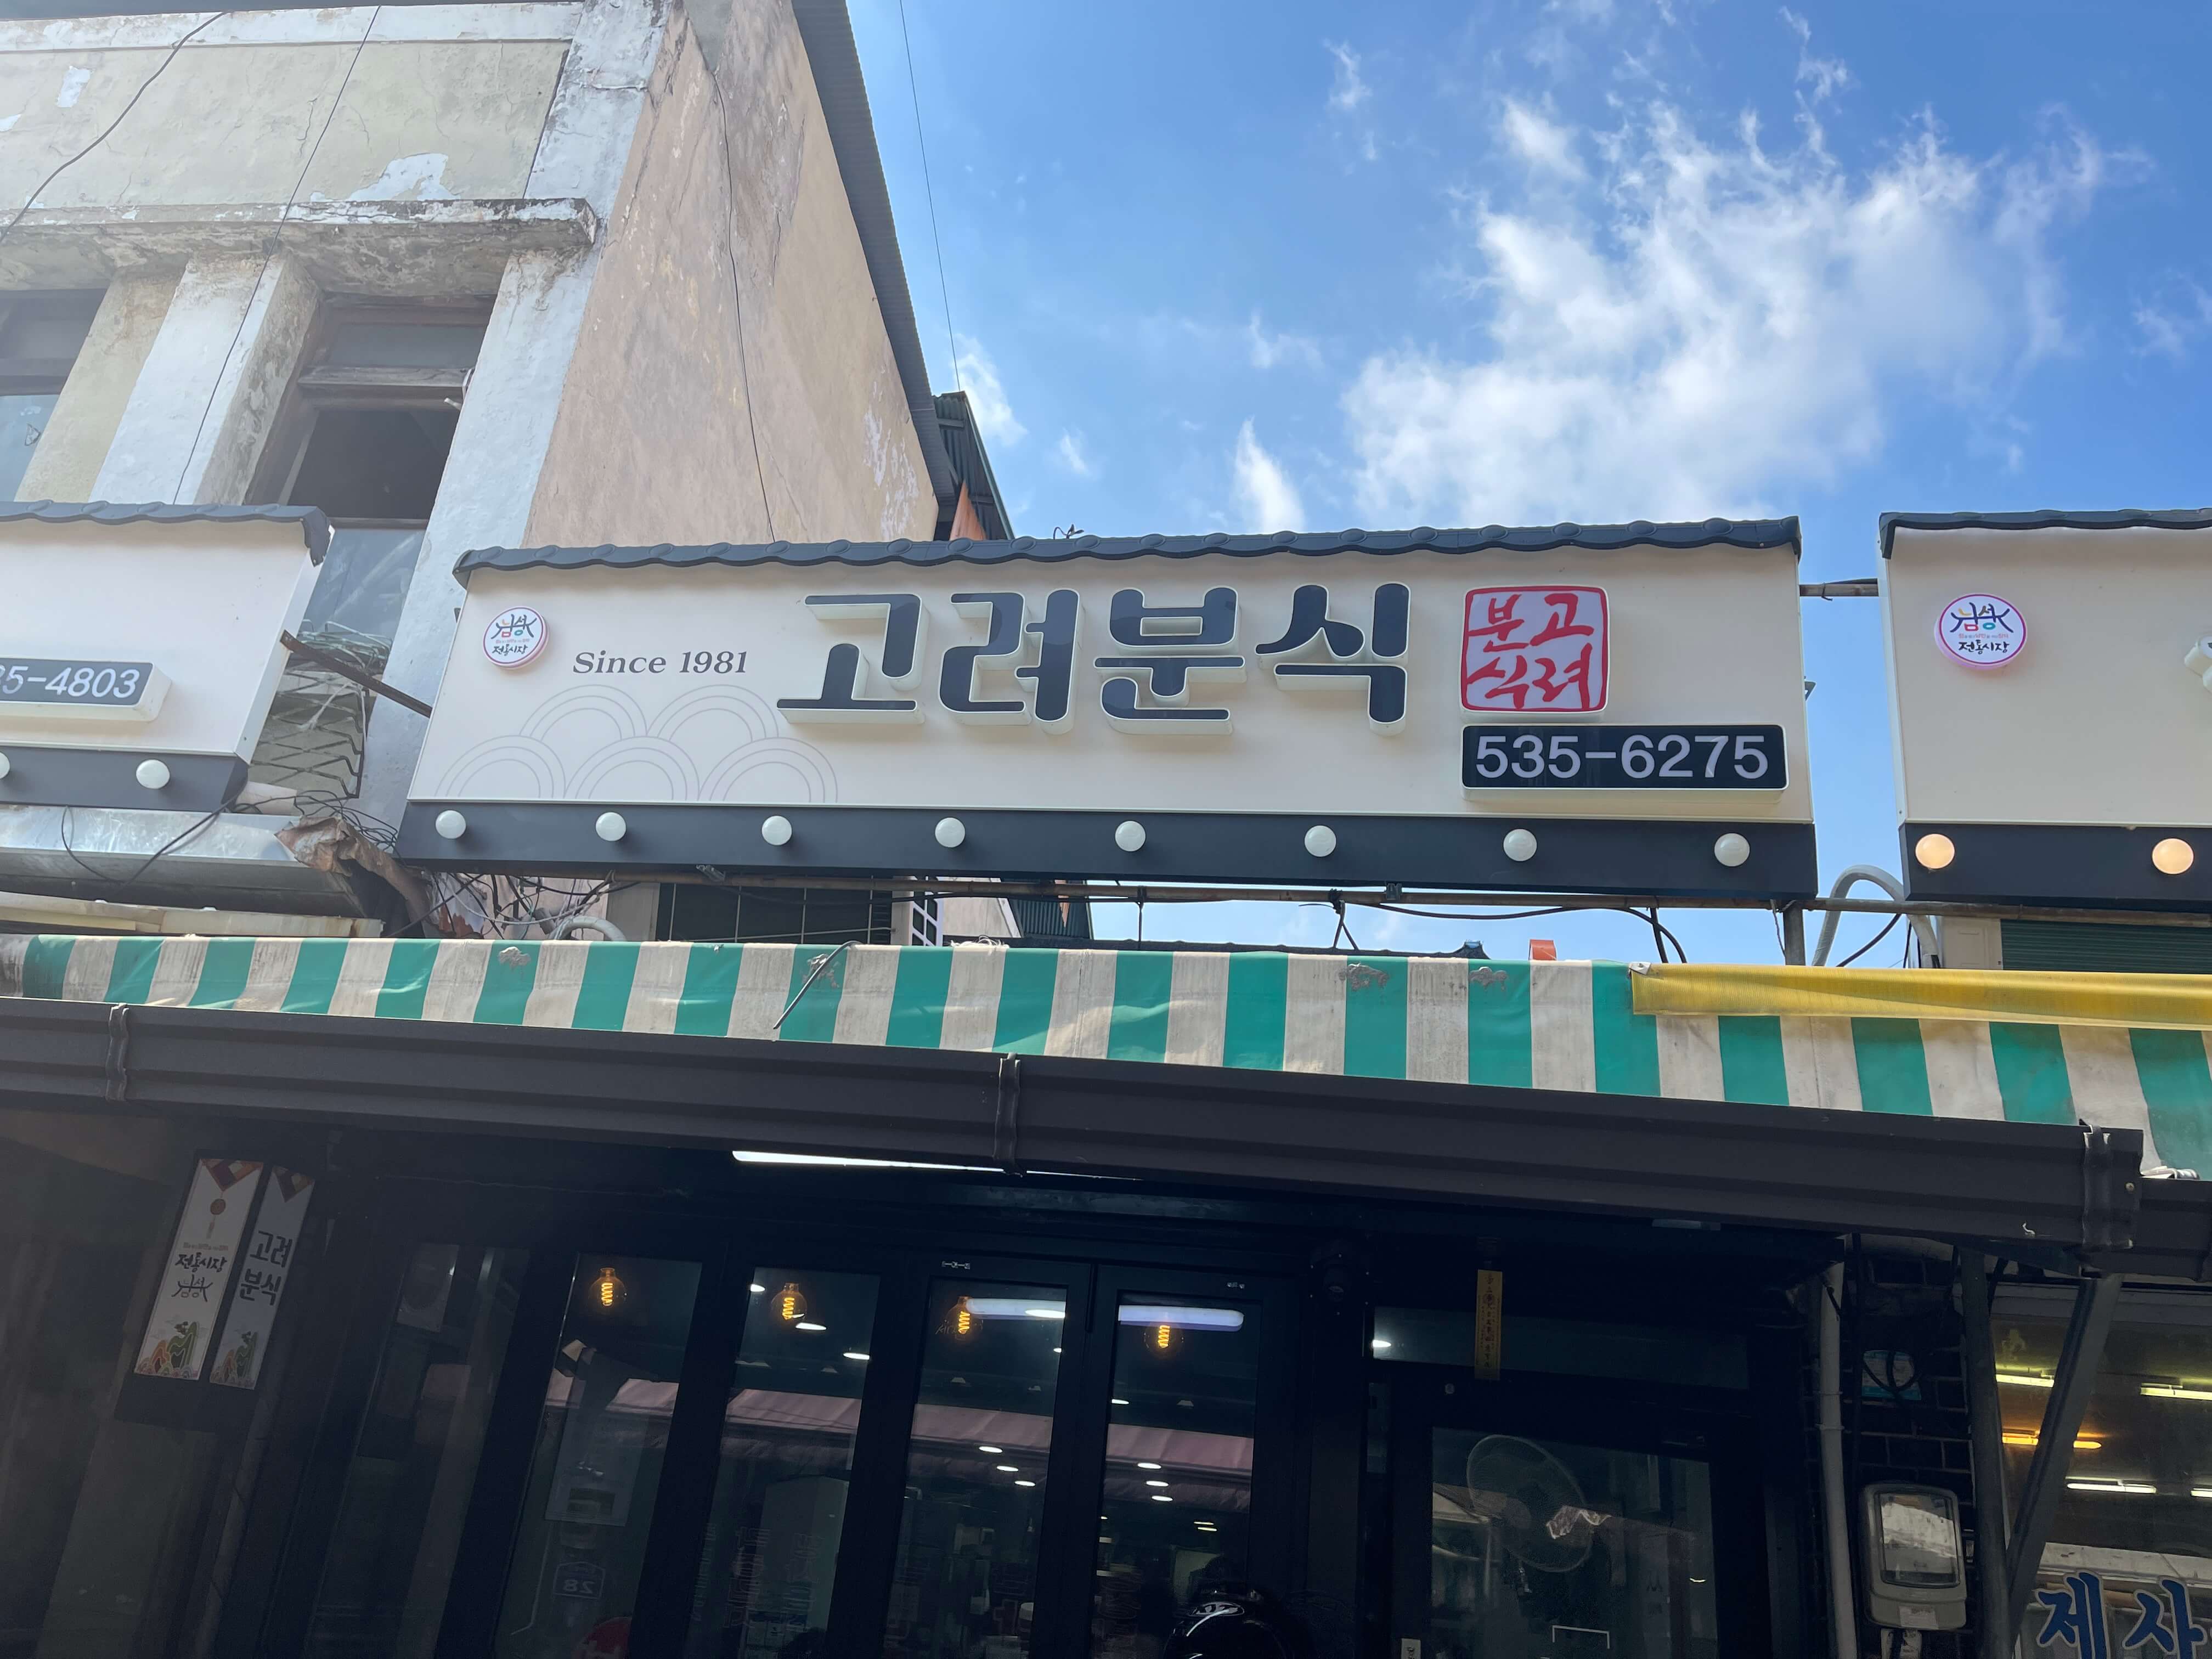 35-4803
남성
전통시장
Since 1981
고려분식
분고
식려
535-6275
남성
전통시장
전통시장
남성
고려
분식
28
제사